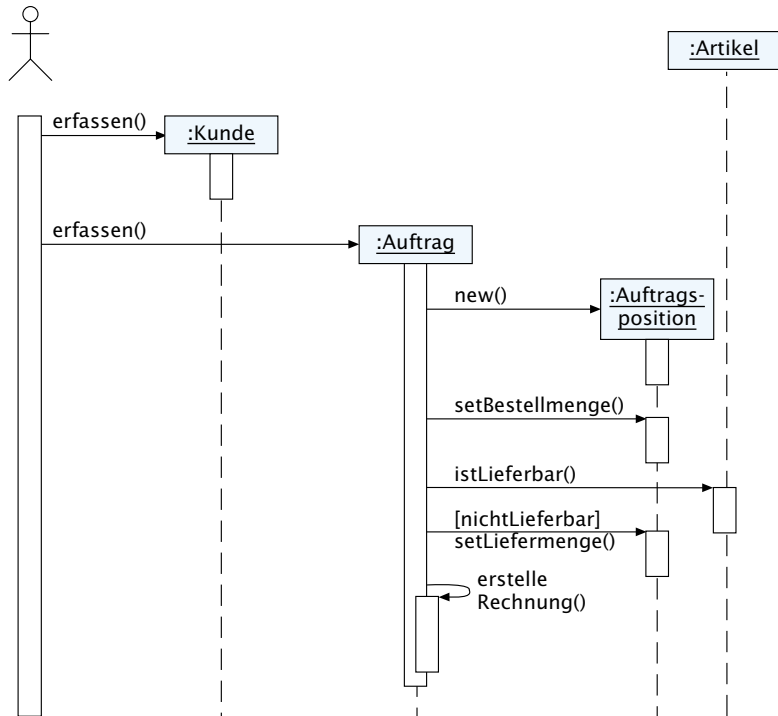 :Artikel
erfassen()
:Kunde
erfassen()
:Auftrag
new()
:Auftrags-
position
setBestellmenge()
istLieferbar()
[nichtLieferbar]
setLiefermenge()
erstelle
Rechnung()